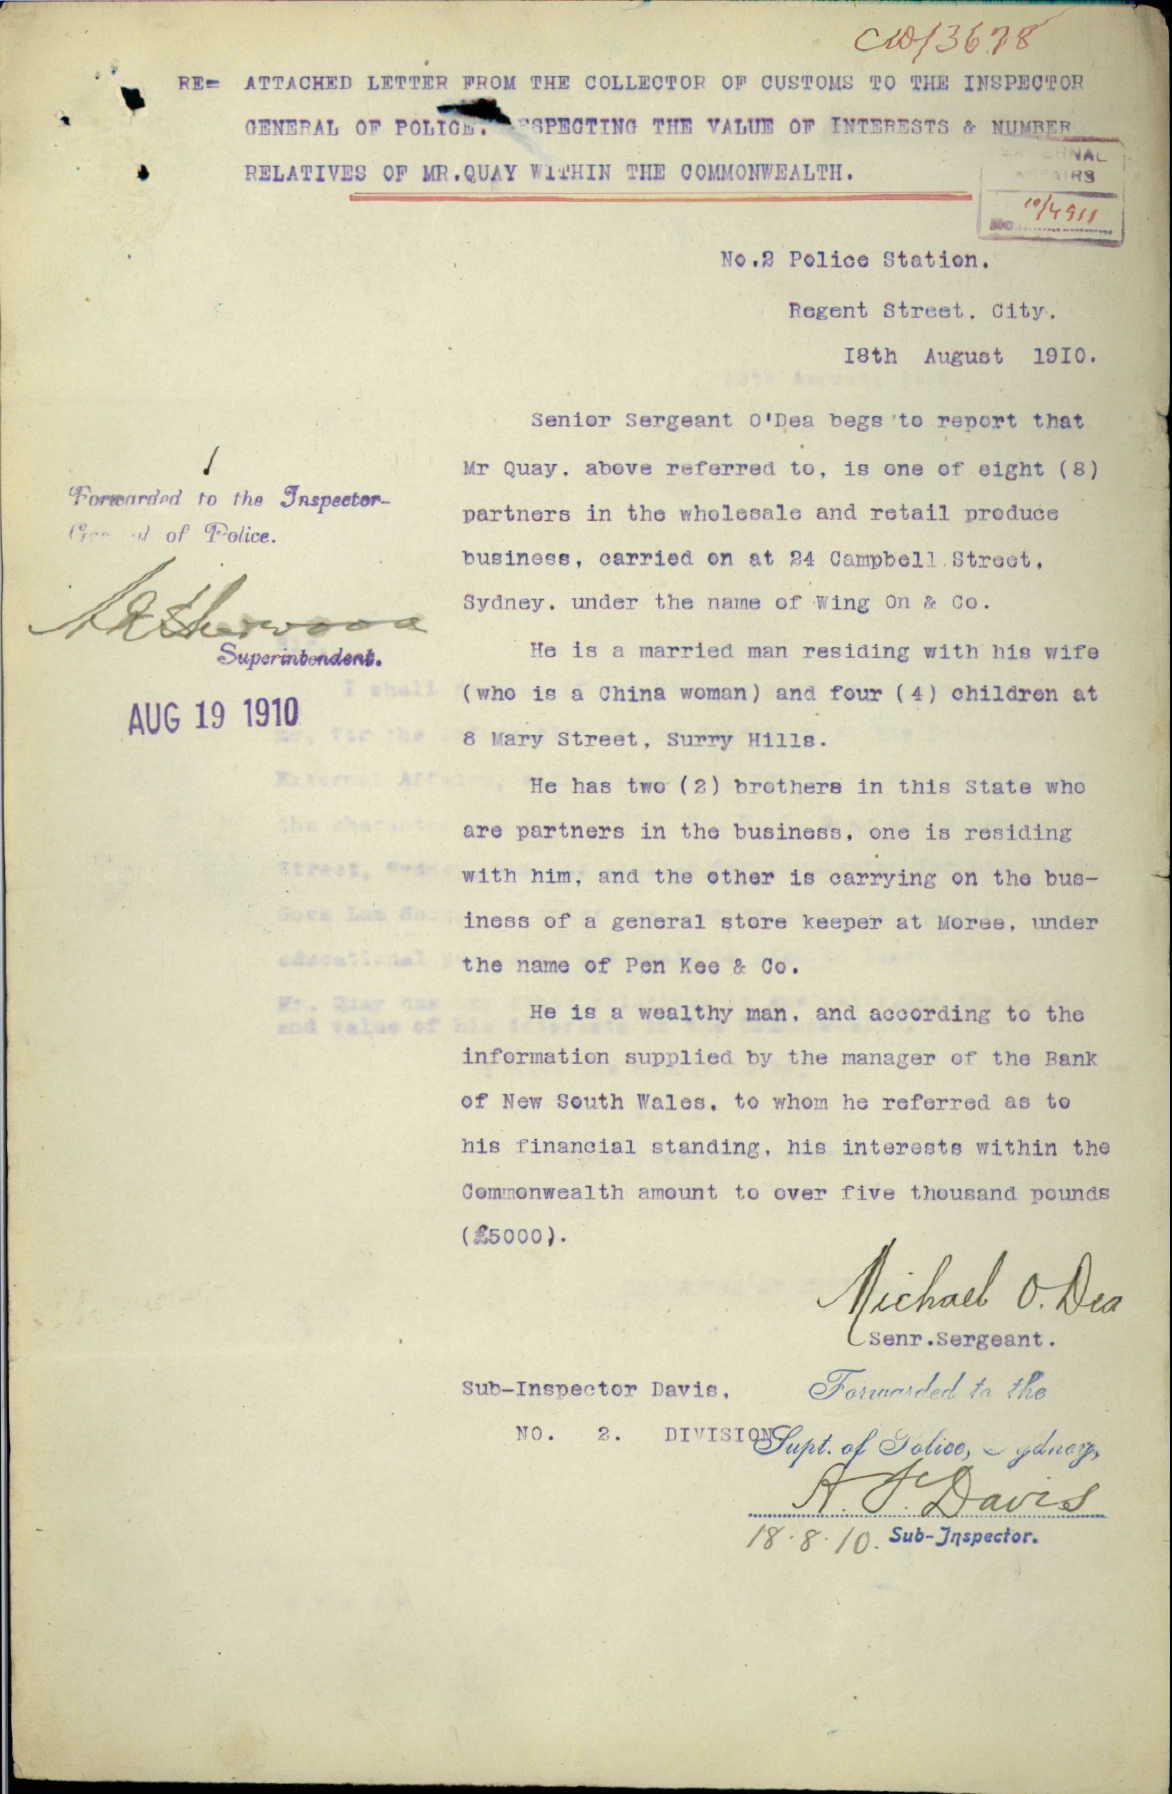 CW/3678
RE= ATTACHED LETTER FROM THE COLLECTOR OF CUSTOMS TO THE INSPECTOR
GENERAL OF POLICE. SPECTING THE VALUE OF INTERESTS & NUMBER
RELATIVES OF MR.QUAY WITHIN THE COMMONWEALTH.
10/4911
No.2 Police Station.
Regent Street. City.
I8th August 19I0.
Senior Sergeant O'Dea begs to report that
Mr Quay. above referred to, is one of eight (8)
partners in the wholesale and retail produce
business, carried on at 24 Campbell Street.
Sydney. under the name of Wing On & Co.
He is a married man residing with his wife
(who is a China woman) and four (4) children at
8 Mary Street, Surry Hills.
He has two (2) brothers in this State who
are partners in the business, one is residing
with him, and the other is carrying on the bus-
iness of a general store keeper at Moree, under
the name of Pen Kee & Co.
He is a wealthy man, and according to the
information supplied by the manager of the Bank
of New South Wales. to whom he referred as to
his financial standing, his interests within the
Commonwealth amount to over five thousand pounds
(£5000).
Michael O. Dea
Senr.Sergeant.
Forwarded to the Inspector-
General of Police.
Sherwood
Superintendent.
AUG 19 1910
Sub-Inspector Davis.
NO. 2. DIVISION
Forwarded to the
Supt. of Police, Sydney,
A. F. Davis
18.8.10. Sub-Inspector.